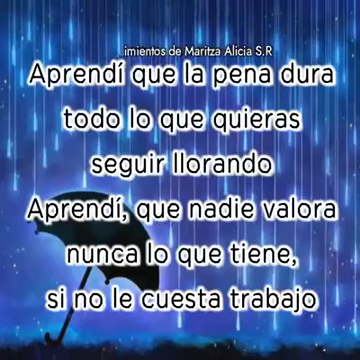 imientos de Maritza Alicia S.R
Aprendí que la pena dura
todo lo que quieras
seguir llorando
Aprendí, que nadie valora
nunca lo que tiene,
si no le cuesta trabajo